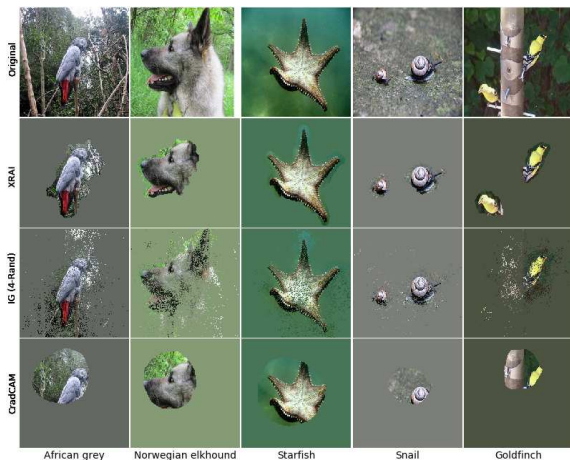 Original
XRAI
IG (4-Rand)
CradCAM
African grey
Norwegian elkhound
Starfish
Snail
Goldfinch